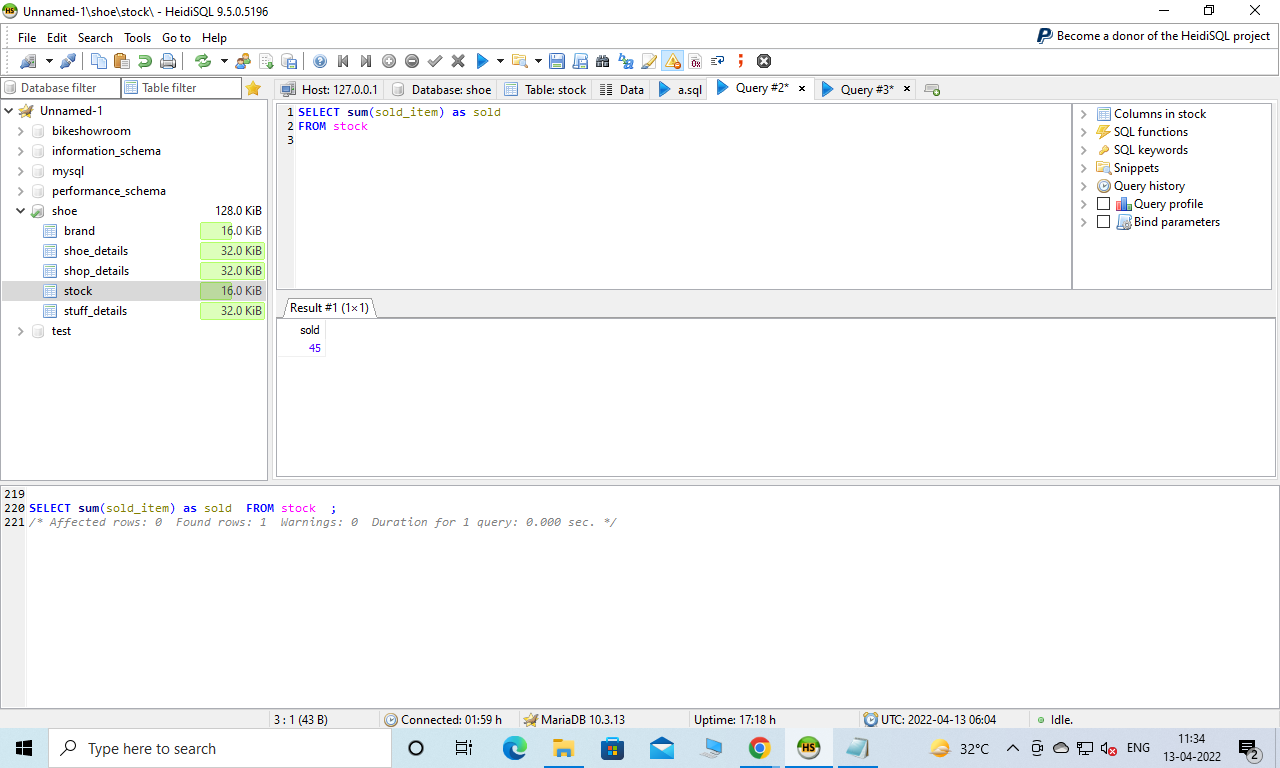 Unnamed-1\shoe\stock\ - HeidiSQL 9.5.0.5196
File Edit Search Tools Go to Help
Become a donor of the HeidiSQL project
Database filter Table filter
Host: 127.0.0.1 Database: shoe Table: stock Data a.sql Query #2* × Query #3* ×
Unnamed-1
bikeshowroom
information_schema
mysql
performance_schema
shoe 128.0 KiB
brand 16.0 KiB
shoe_details 32.0 KiB
shop_details 32.0 KiB
stock 16.0 KiB
stuff_details 32.0 KiB
test
1 SELECT sum(sold_item) as sold
2 FROM stock
3
Columns in stock
SQL functions
SQL keywords
Snippets
Query history
Query profile
Bind parameters
Result #1 (1×1)
sold
45
219
220 SELECT sum(sold_item) as sold  FROM stock  ;
221 /* Affected rows: 0  Found rows: 1  Warnings: 0  Duration for 1 query: 0.000 sec. */
3 : 1 (43 B) Connected: 01:59 h MariaDB 10.3.13 Uptime: 17:18 h UTC: 2022-04-13 06:04 Idle.
Type here to search
HS
32°C ENG
11:34
13-04-2022
2